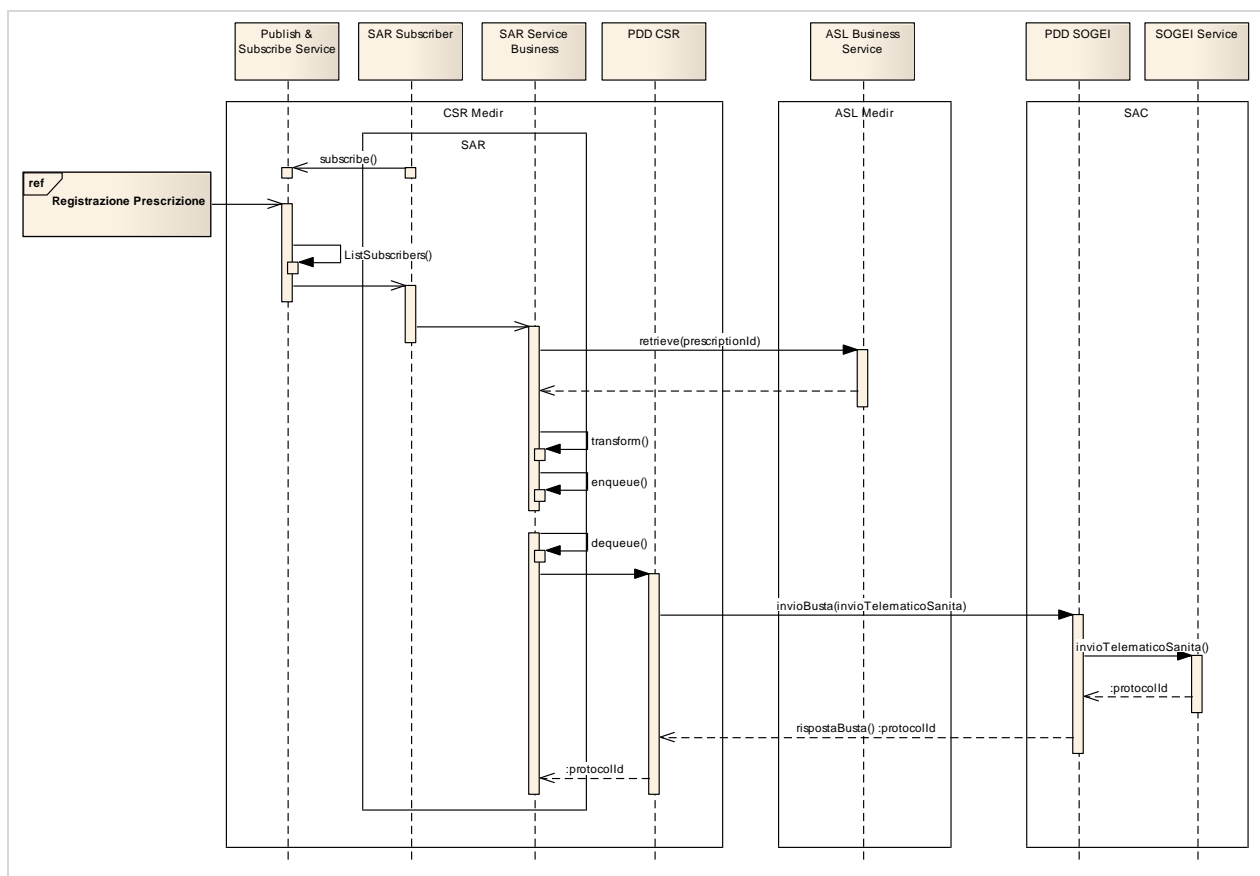 Publish &
Subscribe Service
SAR Subscriber
SAR Service
Business
PDD CSR
ASL Business
Service
PDD SOGEI
SOGEI Service
CSR Medir
ASL Medir
SAC
SAR
subscribe()
ref
Registrazione Prescrizione
ListSubscribers()
retrieve(prescriptionId)
transform()
enqueue()
dequeue()
invioBusta(invioTelematicoSanita)
invioTelematicoSanita()
:protocolId
rispostaBusta() :protocolId
:protocolId